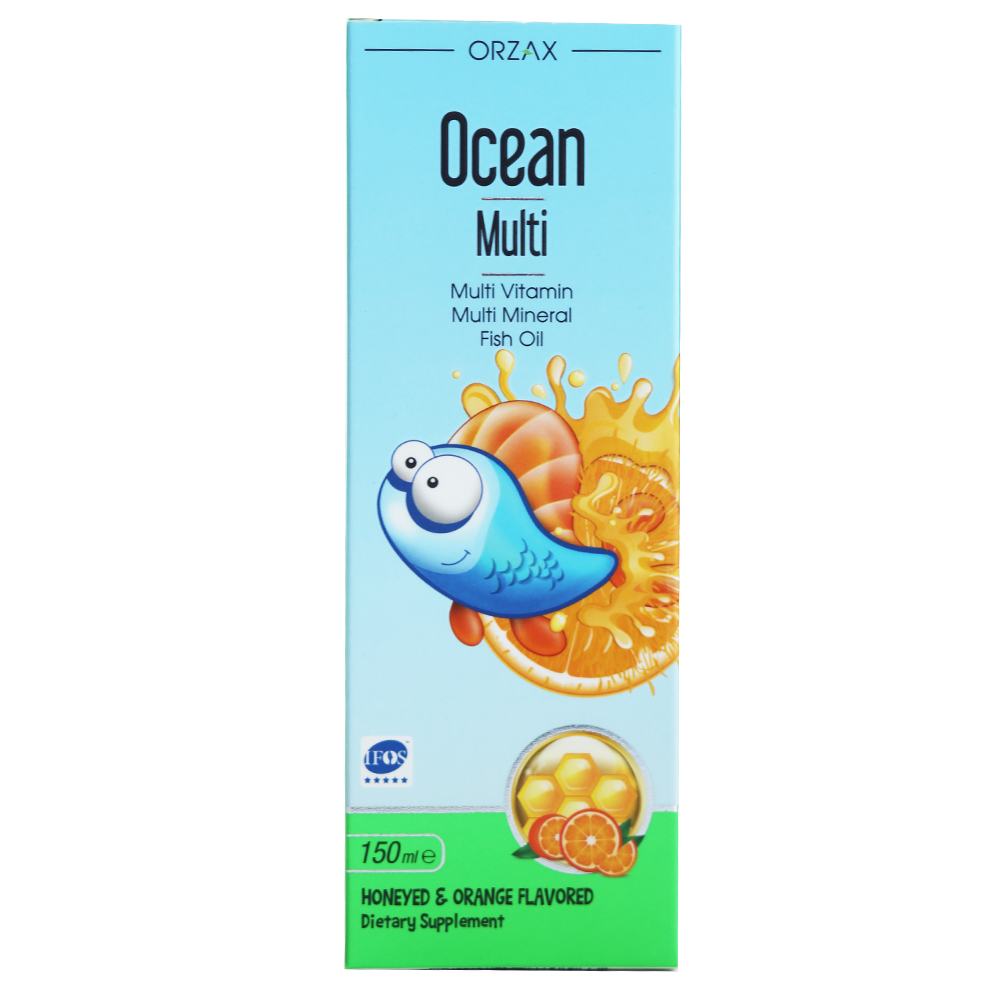 ORZAX
Ocean
Multi
Multi Vitamin
Multi Mineral
Fish Oil
IFOS
150 ml ℮
HONEYED & ORANGE FLAVORED
Dietary Supplement